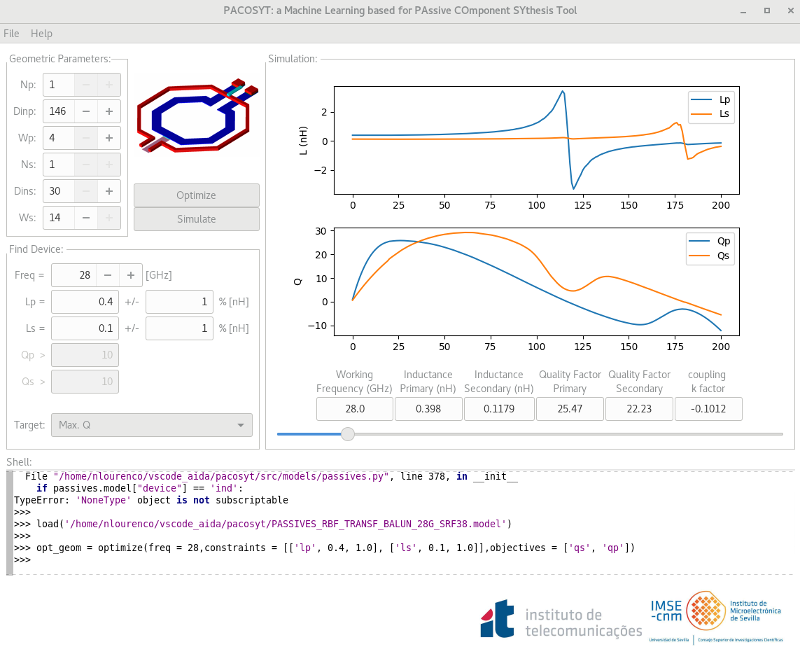 PACOSYT: a Machine Learning based for PAssive COmponent SYthesis Tool
File Help
Geometric Parameters:
Np: 1 − +
Dinp: 146 − +
Wp: 4 − +
Ns: 1 − +
Dins: 30 − +
Ws: 14 − +
Optimize
Simulate
Find Device:
Freq = 28 − + [GHz]
Lp = 0.4 +/- 1 % [nH]
Ls = 0.1 +/- 1 % [nH]
Qp > 10
Qs > 10
Target: Max. Q
Simulation:
L (nH)
2
0
−2
Lp
Ls
0 25 50 75 100 125 150 175 200
Q
30
20
10
0
−10
Qp
Qs
0 25 50 75 100 125 150 175 200
Working Frequency (GHz)
Inductance Primary (nH)
Inductance Secondary (nH)
Quality Factor Primary
Quality Factor Secondary
coupling k factor
28.0 0.398 0.1179 25.47 22.23 -0.1012
Shell:
File "/home/nlourenco/vscode_aida/pacosyt/src/models/passives.py", line 378, in __init__
if passives.model["device"] == 'ind':
TypeError: 'NoneType' object is not subscriptable
>>>
>>> load('/home/nlourenco/vscode_aida/pacosyt/PASSIVES_RBF_TRANSF_BALUN_28G_SRF38.model')
>>>
>>> opt_geom = optimize(freq = 28,constraints = [['lp', 0.4, 1.0], ['ls', 0.1, 1.0]],objectives = ['qs', 'qp'])
>>>
it instituto de
telecomunicações
IMSE
-cnm
Instituto de
Microelectrónica
de Sevilla
Universidad de Sevilla | Consejo Superior de Investigaciones Científicas